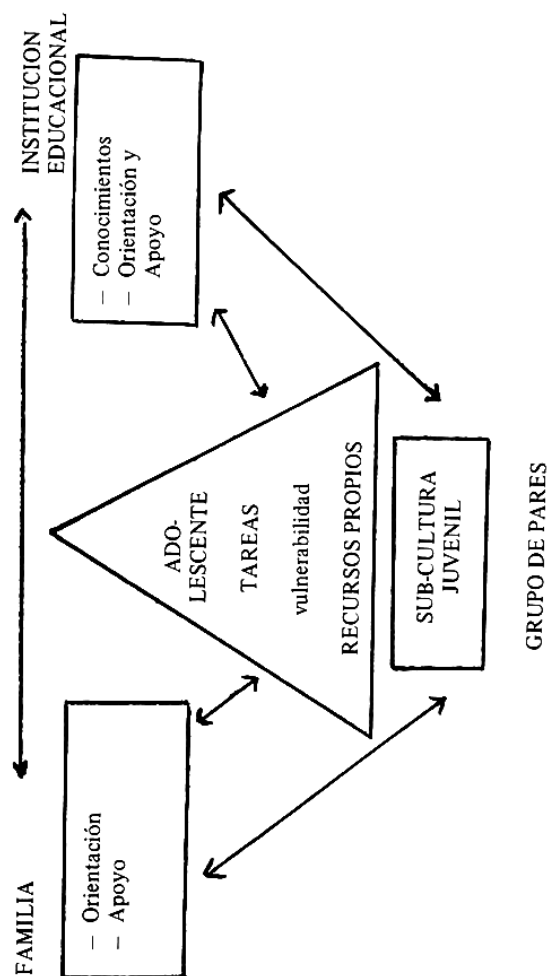 FAMILIA
INSTITUCION
EDUCACIONAL
— Orientación
— Apoyo
— Conocimientos
— Orientación y
Apoyo
ADO-
LESCENTE
TAREAS
vulnerabilidad
RECURSOS PROPIOS
SUB-CULTURA
JUVENIL
GRUPO DE PARES